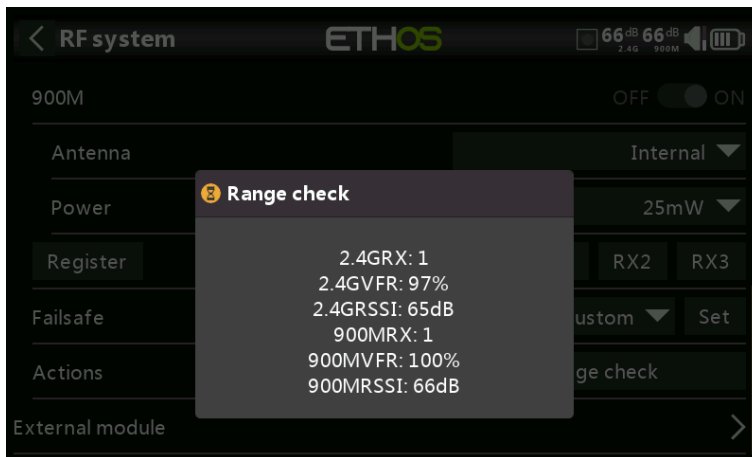 RF system
ETHOS
66dB 66dB
2.4G 900M
900M
OFF ON
Antenna
Internal
Power
25mW
Register
RX2 RX3
Failsafe
ustom Set
Actions
ge check
External module
Range check
2.4GRX: 1
2.4GVFR: 97%
2.4GRSSI: 65dB
900MRX: 1
900MVFR: 100%
900MRSSI: 66dB